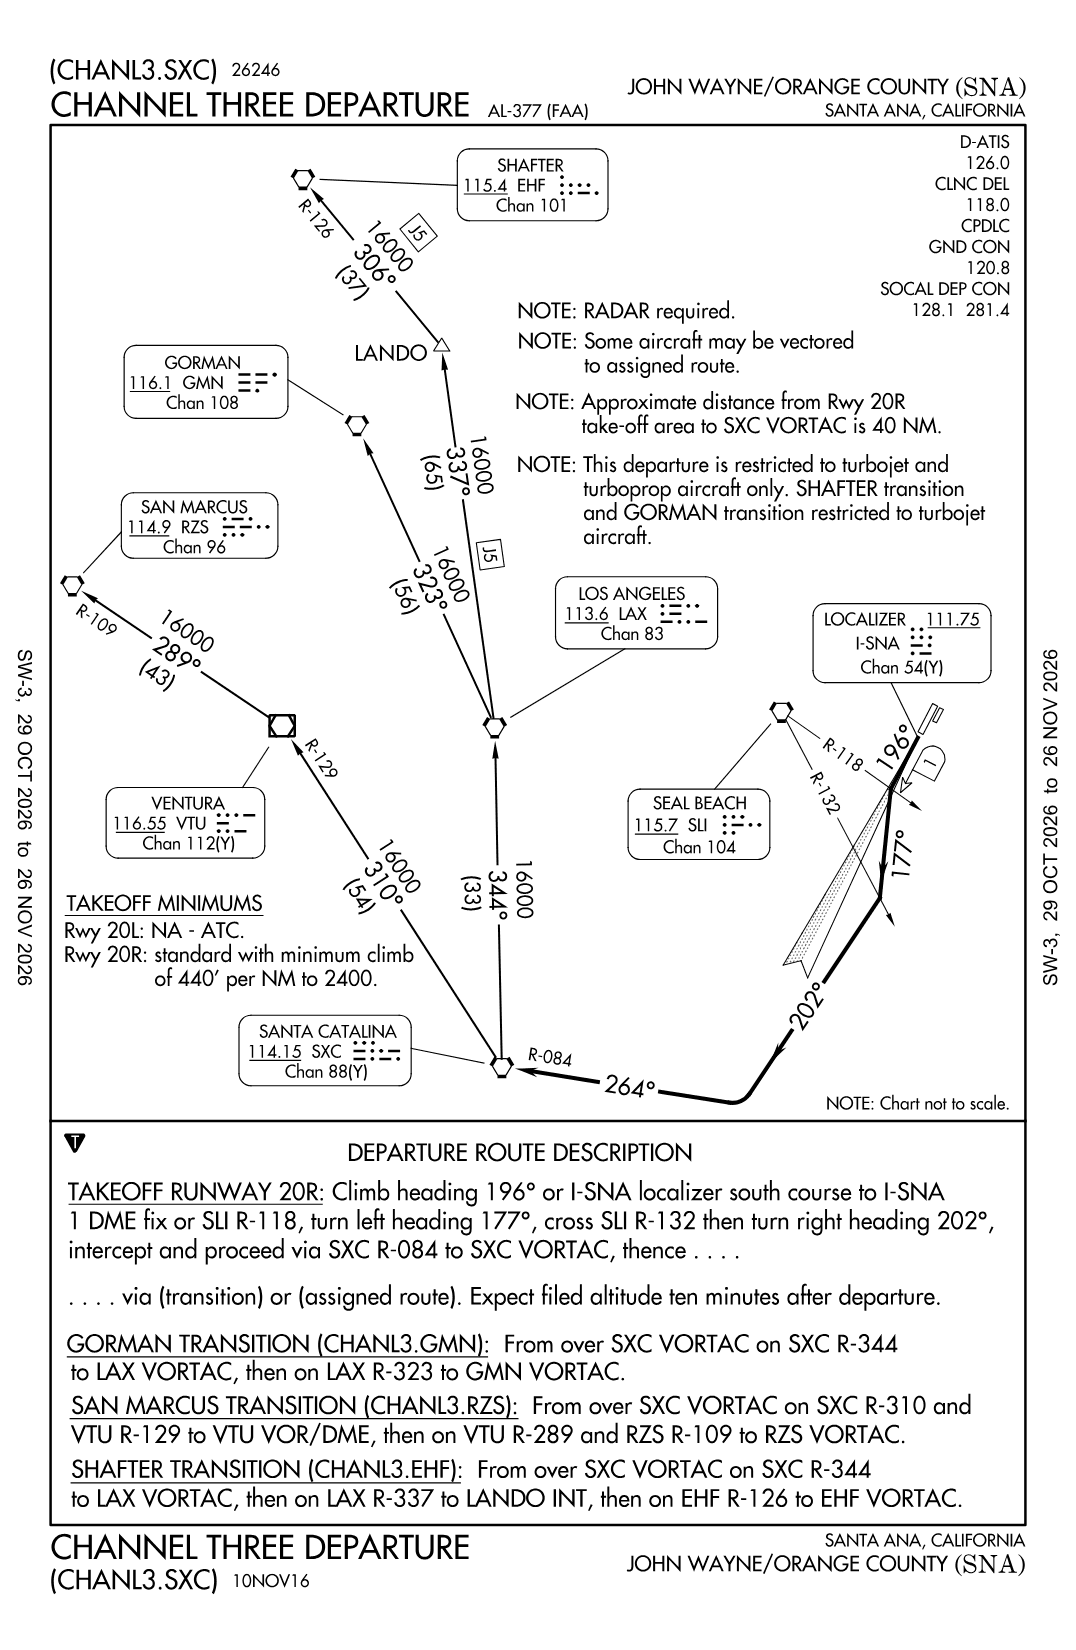 (CHANL3.SXC) 26246
CHANNEL THREE DEPARTURE AL-377 (FAA)
JOHN WAYNE/ORANGE COUNTY (SNA)
SANTA ANA, CALIFORNIA
D-ATIS
126.0
CLNC DEL
118.0
CPDLC
GND CON
120.8
SOCAL DEP CON
128.1 281.4
SHAFTER
115.4 EHF
Chan 101
R-126
16000
306°
(37)
J5
LANDO
NOTE: RADAR required.
NOTE: Some aircraft may be vectored
to assigned route.
NOTE: Approximate distance from Rwy 20R
take-off area to SXC VORTAC is 40 NM.
NOTE: This departure is restricted to turbojet and
turboprop aircraft only. SHAFTER transition
and GORMAN transition restricted to turbojet
aircraft.
GORMAN
116.1 GMN
Chan 108
16000
337°
(65)
J5
16000
323°
(56)
SAN MARCUS
114.9 RZS
Chan 96
R-109
16000
289°
(43)
LOS ANGELES
113.6 LAX
Chan 83
LOCALIZER 111.75
I-SNA
Chan 54(Y)
196°
1
R-118
R-132
177°
SEAL BEACH
115.7 SLI
Chan 104
R-129
VENTURA
116.55 VTU
Chan 112(Y)
16000
310°
(54)
16000
344°
(33)
TAKEOFF MINIMUMS
Rwy 20L: NA - ATC.
Rwy 20R: standard with minimum climb
of 440' per NM to 2400.
202°
SANTA CATALINA
114.15 SXC
Chan 88(Y)
R-084
264°
NOTE: Chart not to scale.
SW-3, 29 OCT 2026 to 26 NOV 2026
SW-3, 29 OCT 2026 to 26 NOV 2026
T
DEPARTURE ROUTE DESCRIPTION
TAKEOFF RUNWAY 20R: Climb heading 196° or I-SNA localizer south course to I-SNA
1 DME fix or SLI R-118, turn left heading 177°, cross SLI R-132 then turn right heading 202°,
intercept and proceed via SXC R-084 to SXC VORTAC, thence . . . .
. . . . via (transition) or (assigned route). Expect filed altitude ten minutes after departure.
GORMAN TRANSITION (CHANL3.GMN): From over SXC VORTAC on SXC R-344
to LAX VORTAC, then on LAX R-323 to GMN VORTAC.
SAN MARCUS TRANSITION (CHANL3.RZS): From over SXC VORTAC on SXC R-310 and
VTU R-129 to VTU VOR/DME, then on VTU R-289 and RZS R-109 to RZS VORTAC.
SHAFTER TRANSITION (CHANL3.EHF): From over SXC VORTAC on SXC R-344
to LAX VORTAC, then on LAX R-337 to LANDO INT, then on EHF R-126 to EHF VORTAC.
CHANNEL THREE DEPARTURE
(CHANL3.SXC) 10NOV16
SANTA ANA, CALIFORNIA
JOHN WAYNE/ORANGE COUNTY (SNA)